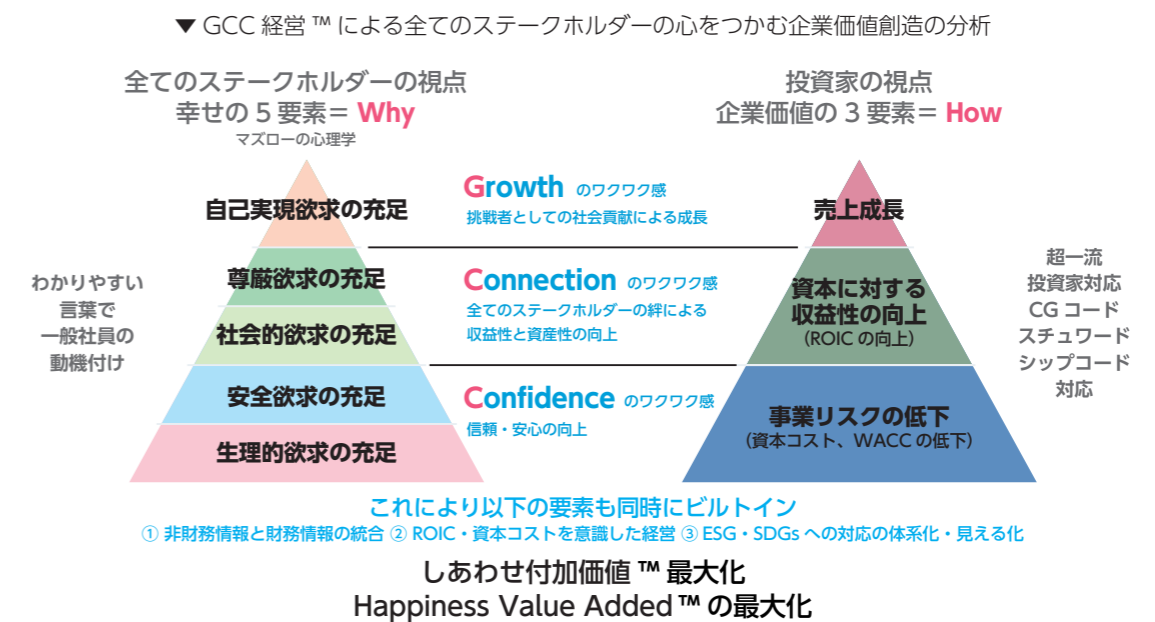 ▼ GCC 経営 ™ による全てのステークホルダーの心をつかむ企業価値創造の分析
全てのステークホルダーの視点
幸せの 5 要素＝ Why
マズローの心理学
投資家の視点
企業価値の 3 要素＝ How
自己実現欲求の充足
尊厳欲求の充足
社会的欲求の充足
安全欲求の充足
生理的欲求の充足
わかりやすい
言葉で
一般社員の
動機付け
Growth のワクワク感
挑戦者としての社会貢献による成長
Connection のワクワク感
全てのステークホルダーの絆による
収益性と資産性の向上
Confidence のワクワク感
信頼・安心の向上
売上成長
資本に対する
収益性の向上
（ROIC の向上）
事業リスクの低下
（資本コスト、WACC の低下）
超一流
投資家対応
CG コード
スチュワード
シップコード
対応
これにより以下の要素も同時にビルトイン
① 非財務情報と財務情報の統合 ② ROIC・資本コストを意識した経営 ③ ESG・SDGs への対応の体系化・見える化
しあわせ付加価値 ™ 最大化
Happiness Value Added ™ の最大化